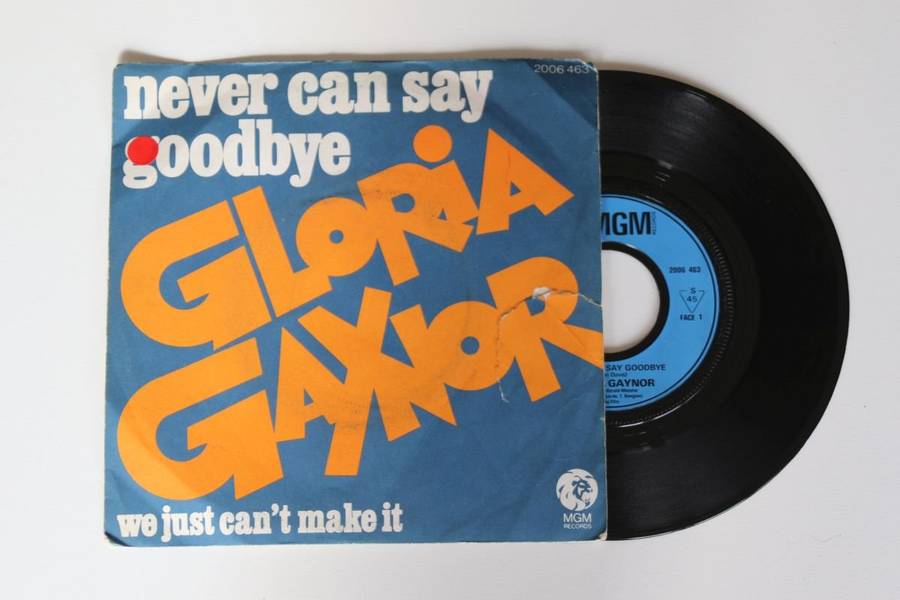 2006 463
never can say
goodbye
GLORIA
GAYNOR
we just can't make it
MGM
RECORDS
MGM
RECORDS
2006 463
S
45
FACE 1
SAY GOODBYE
GAYNOR